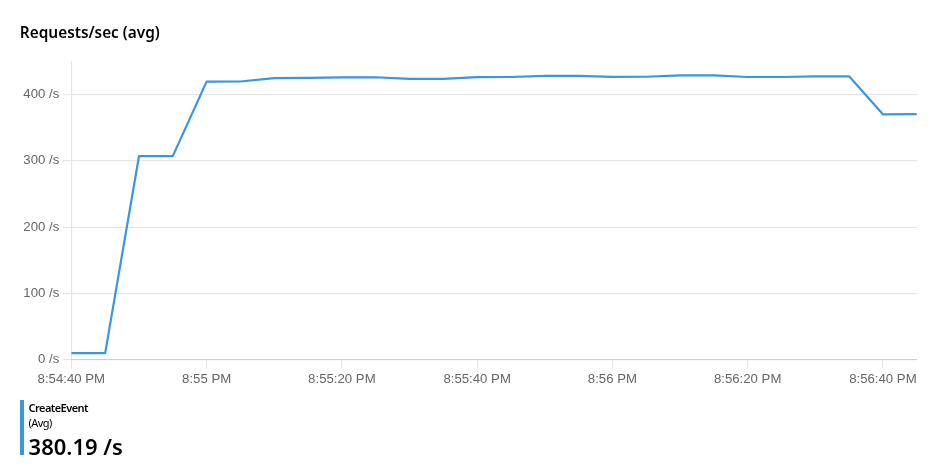 Requests/sec (avg)
400 /s
300 /s
200 /s
100 /s
0 /s
8:54:40 PM 8:55 PM 8:55:20 PM 8:55:40 PM 8:56 PM 8:56:20 PM 8:56:40 PM
CreateEvent
(Avg)
380.19 /s